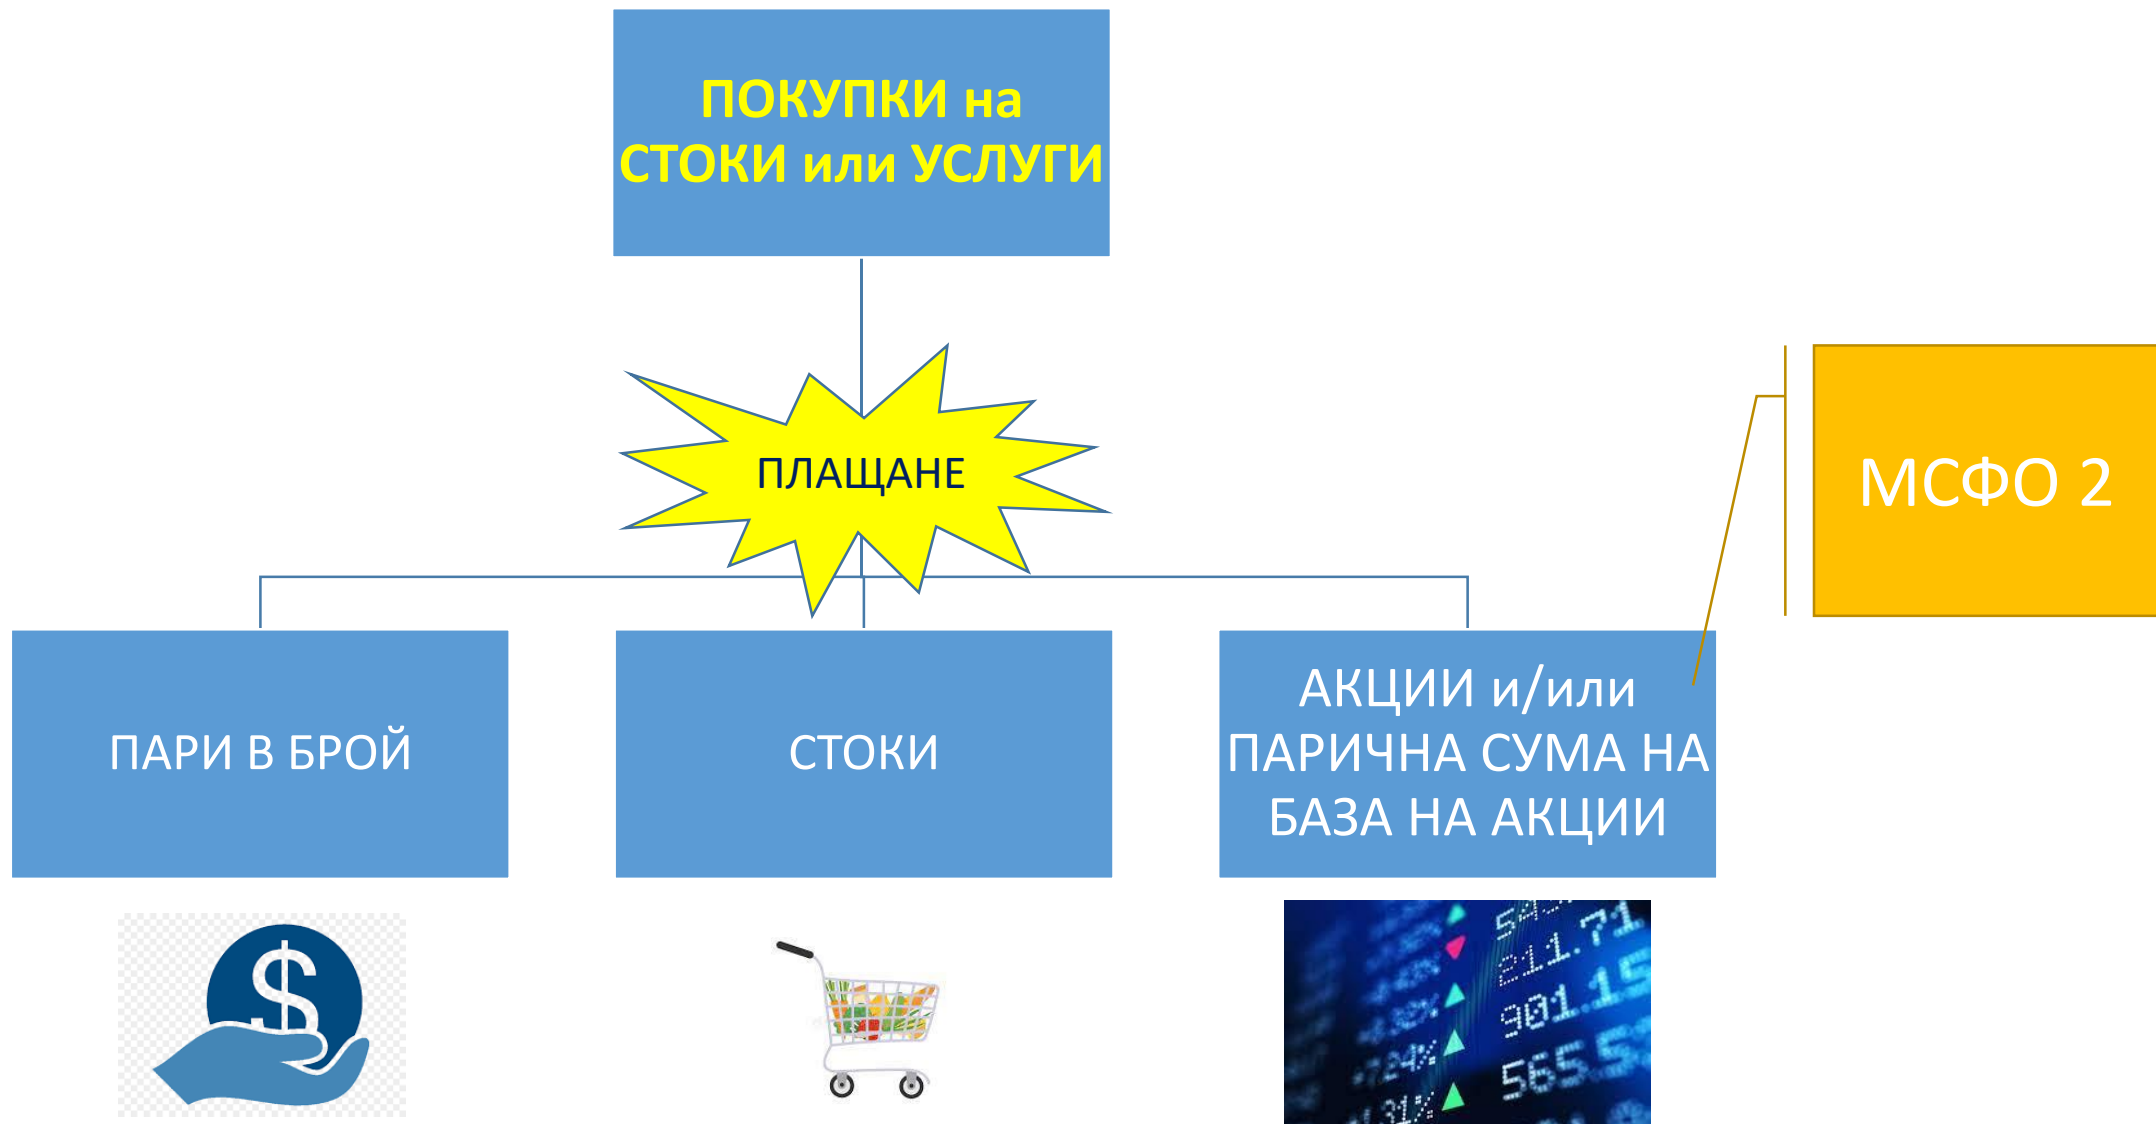 ПОКУПКИ на
СТОКИ или УСЛУГИ
ПЛАЩАНЕ
МСФО 2
ПАРИ В БРОЙ
СТОКИ
АКЦИИ и/или
ПАРИЧНА СУМА НА
БАЗА НА АКЦИИ
$
211.71
901.15
565.5